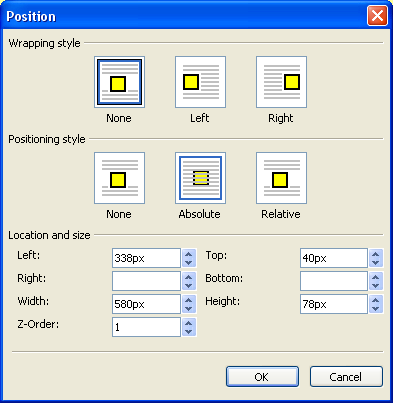 Position
Wrapping style
None Left Right
Positioning style
None Absolute Relative
Location and size
Left: 338px Top: 40px
Right: Bottom:
Width: 580px Height: 78px
Z-Order: 1
OK Cancel